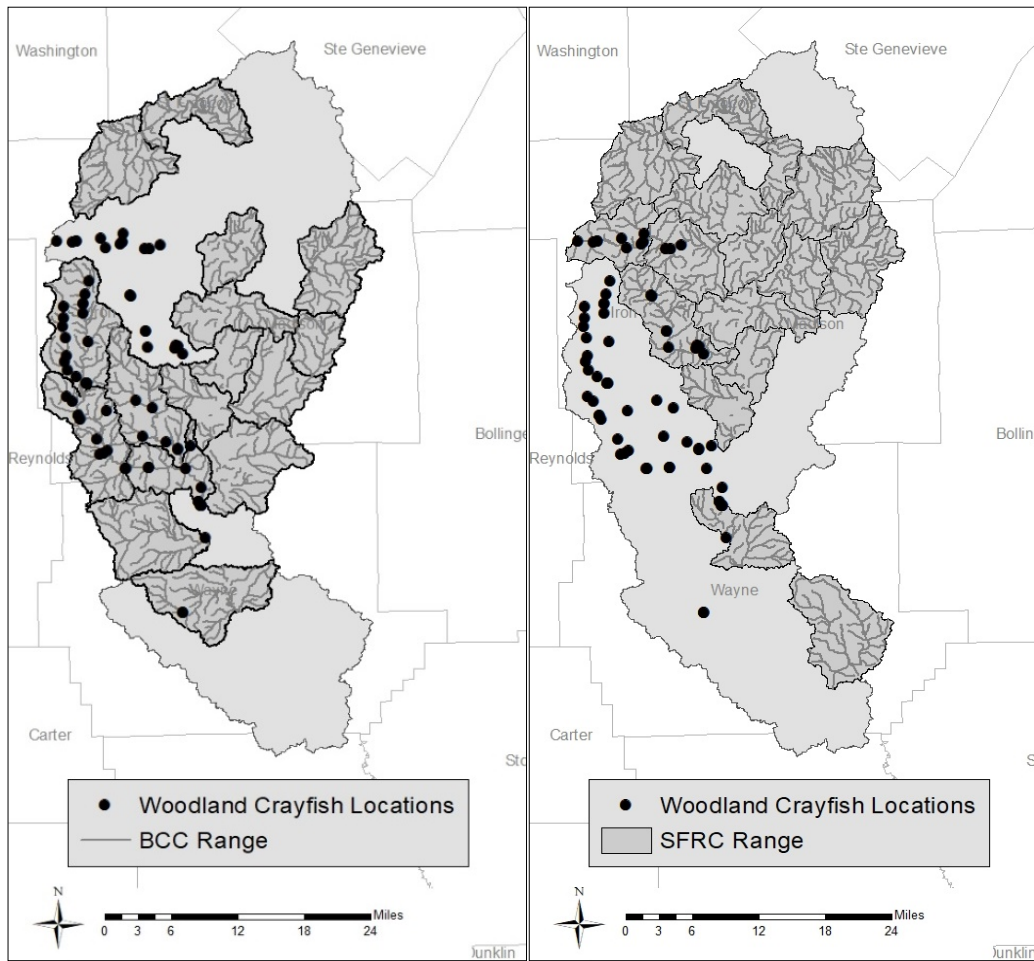 Washington
Ste Genevieve
Bollinge
Reynolds
Wayne
Carter
Sto
Woodland Crayfish Locations
BCC Range
N
Miles
0 3 6 12 18 24
unklin
Washington
Ste Genevieve
Iron
Madison
Bollin
Reynolds
Wayne
Carter
S
Woodland Crayfish Locations
SFRC Range
N
Miles
0 3 6 12 18 24
unklin